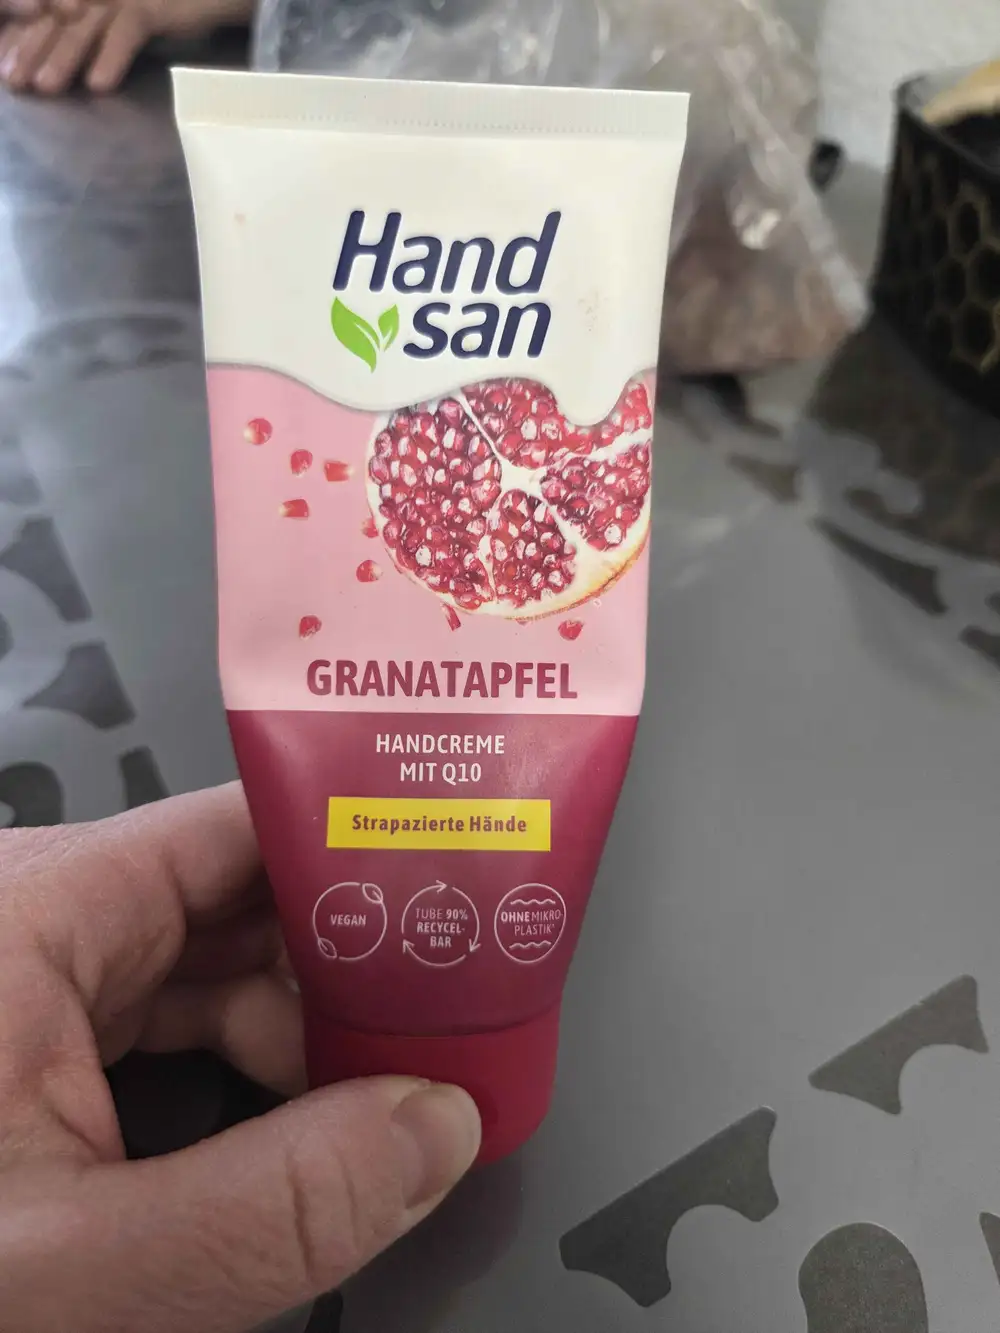 Hand
san
GRANATAPFEL
HANDCREME
MIT Q10
Strapazierte Hände
VEGAN
TUBE 90%
RECYCEL-
BAR
OHNE MIKRO
PLASTIK*